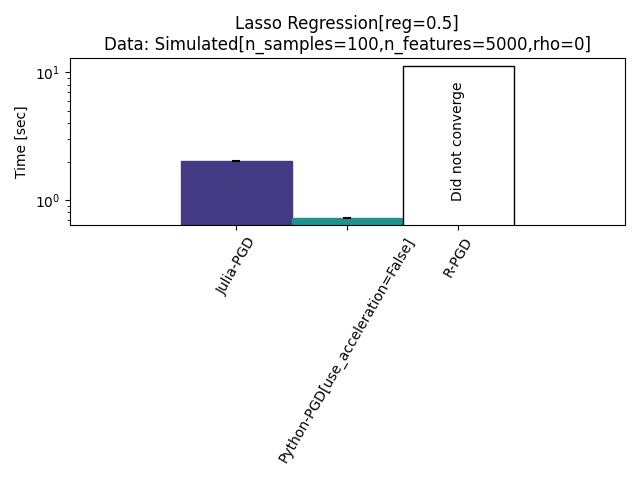 Lasso Regression[reg=0.5]
Data: Simulated[n_samples=100,n_features=5000,rho=0]
Time [sec]
10¹
10⁰
Did not converge
Julia-PGD
Python-PGD[use_acceleration=False]
R-PGD